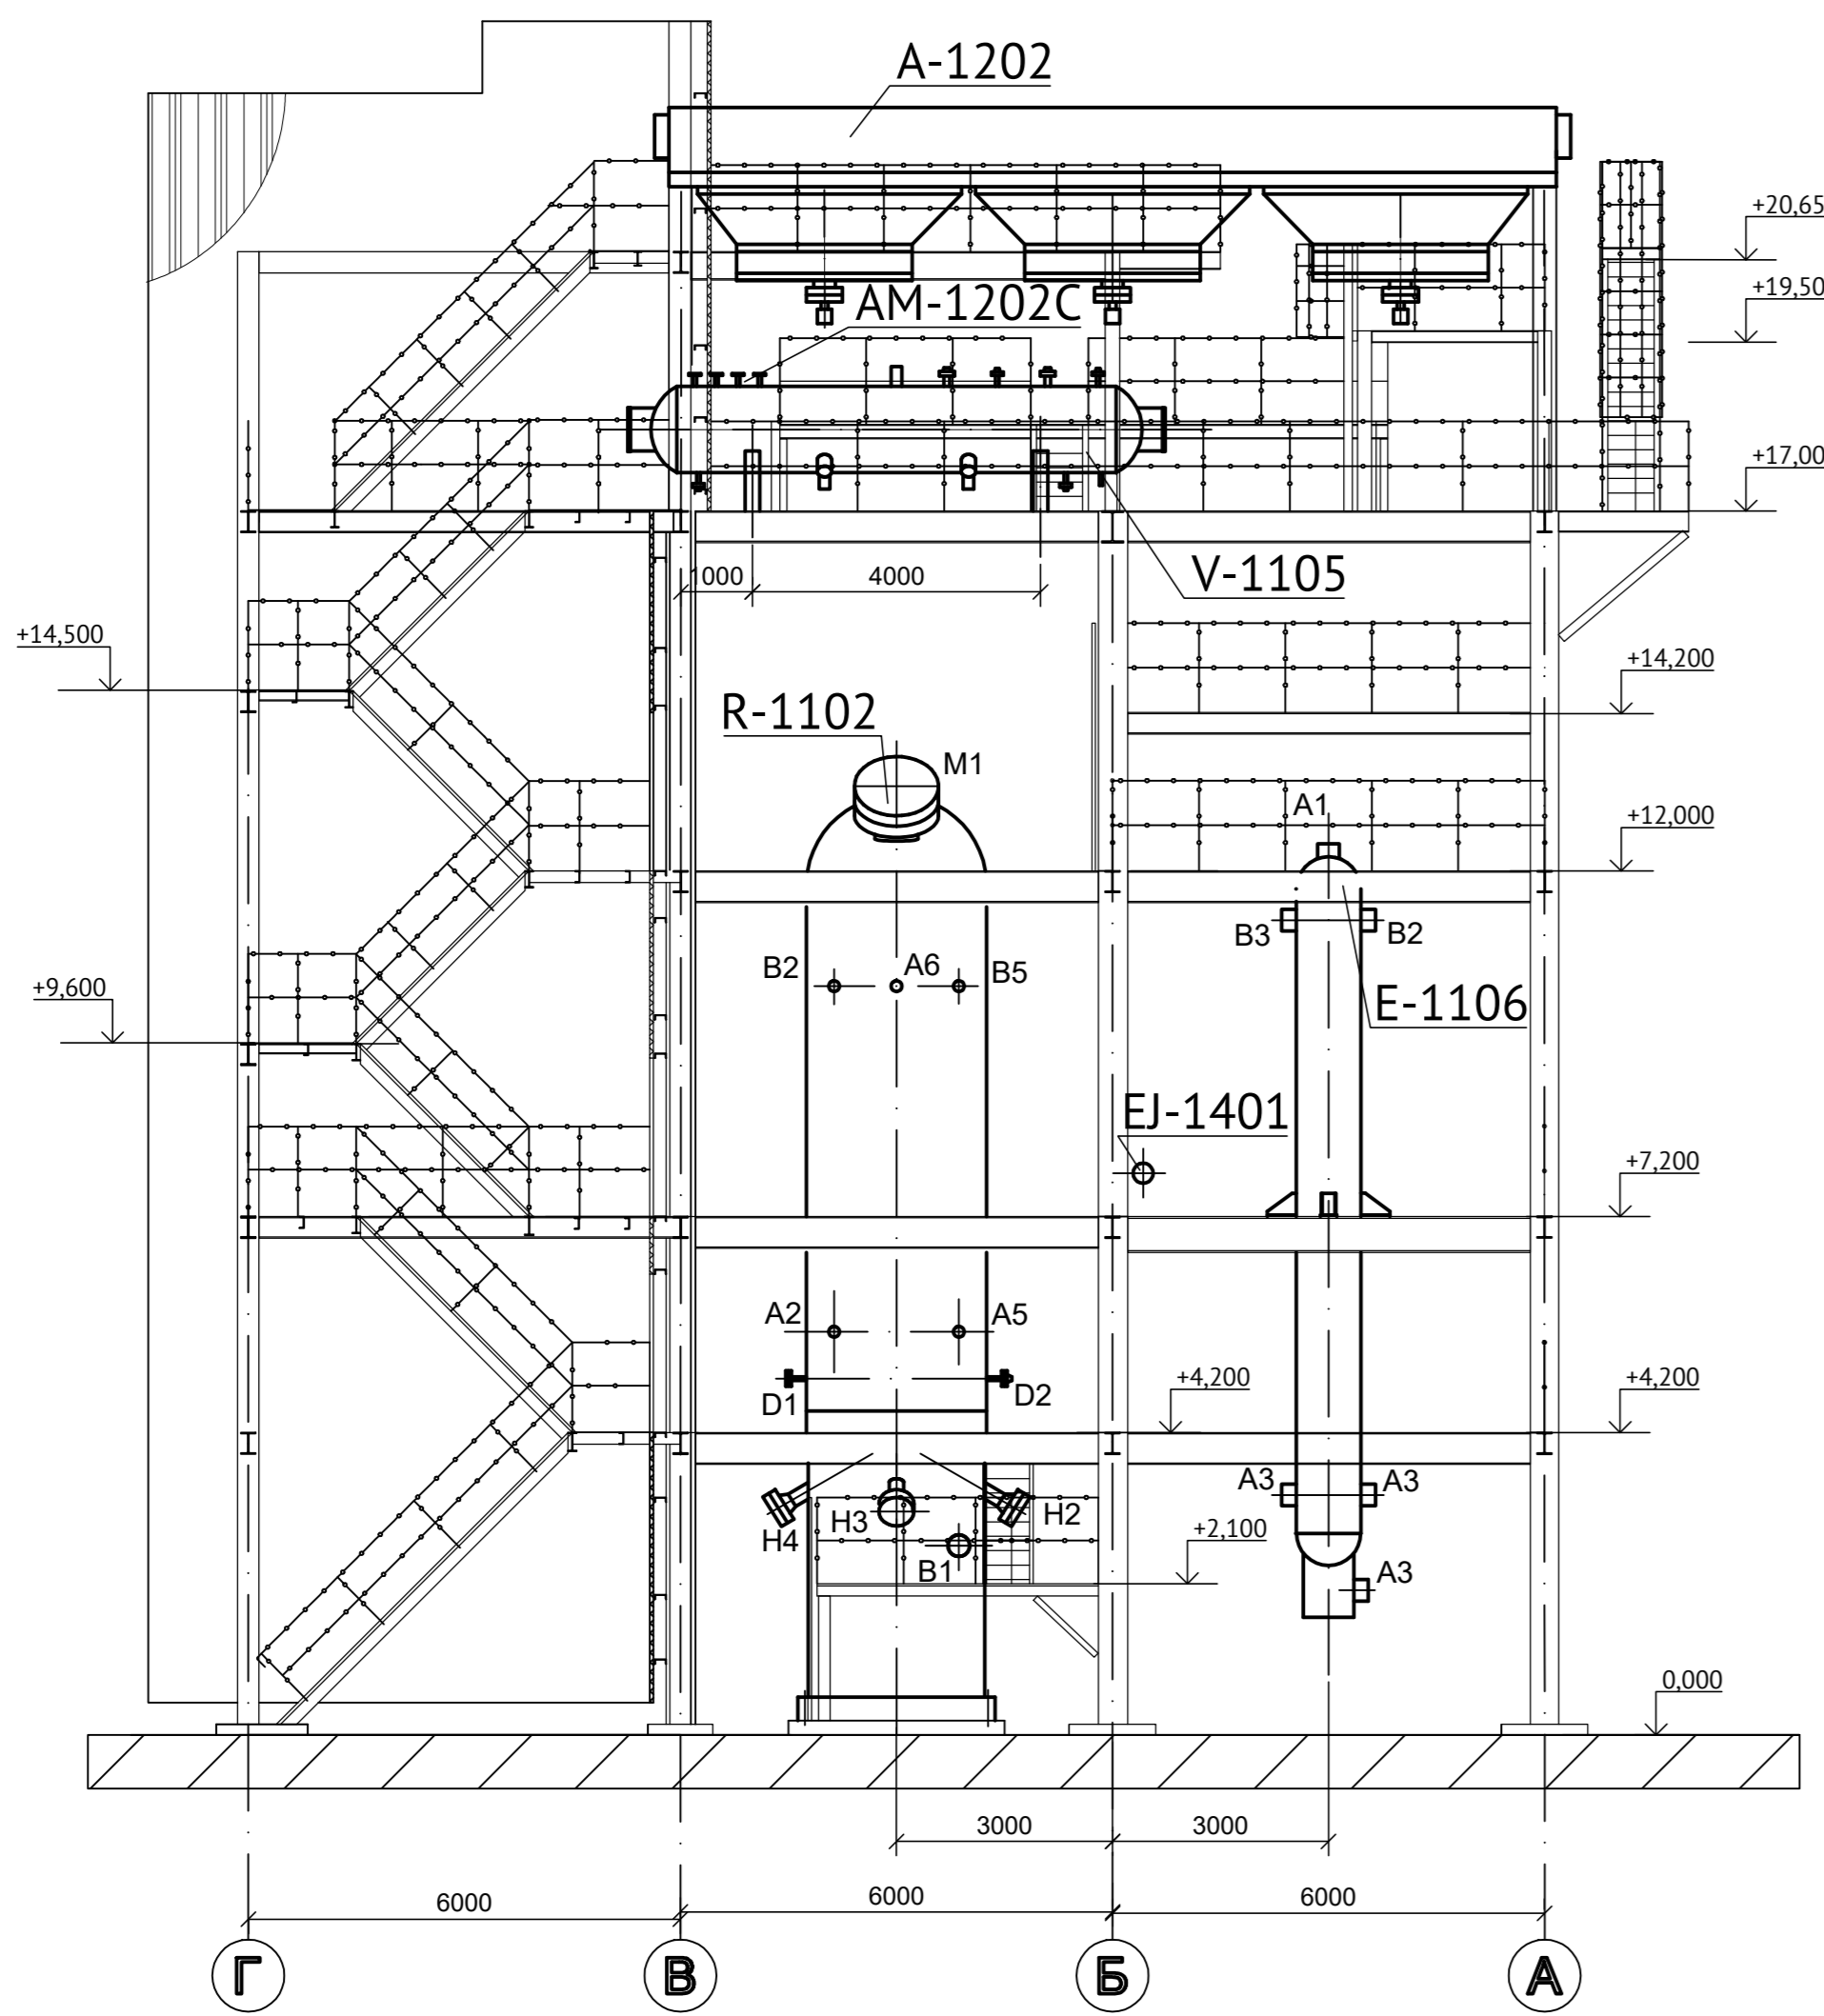 A-1202
+20,65
AM-1202C
+19,50
+17,00
V-1105
1000
4000
+14,500
+14,200
R-1102
M1
A1
+12,000
B3
B2
B2
A6
B5
+9,600
E-1106
EJ-1401
+7,200
A2
A5
D1
D2
+4,200
+4,200
A3
A3
H4
H3
H2
+2,100
B1
A3
0,000
3000
3000
6000
6000
6000
Г
В
Б
А